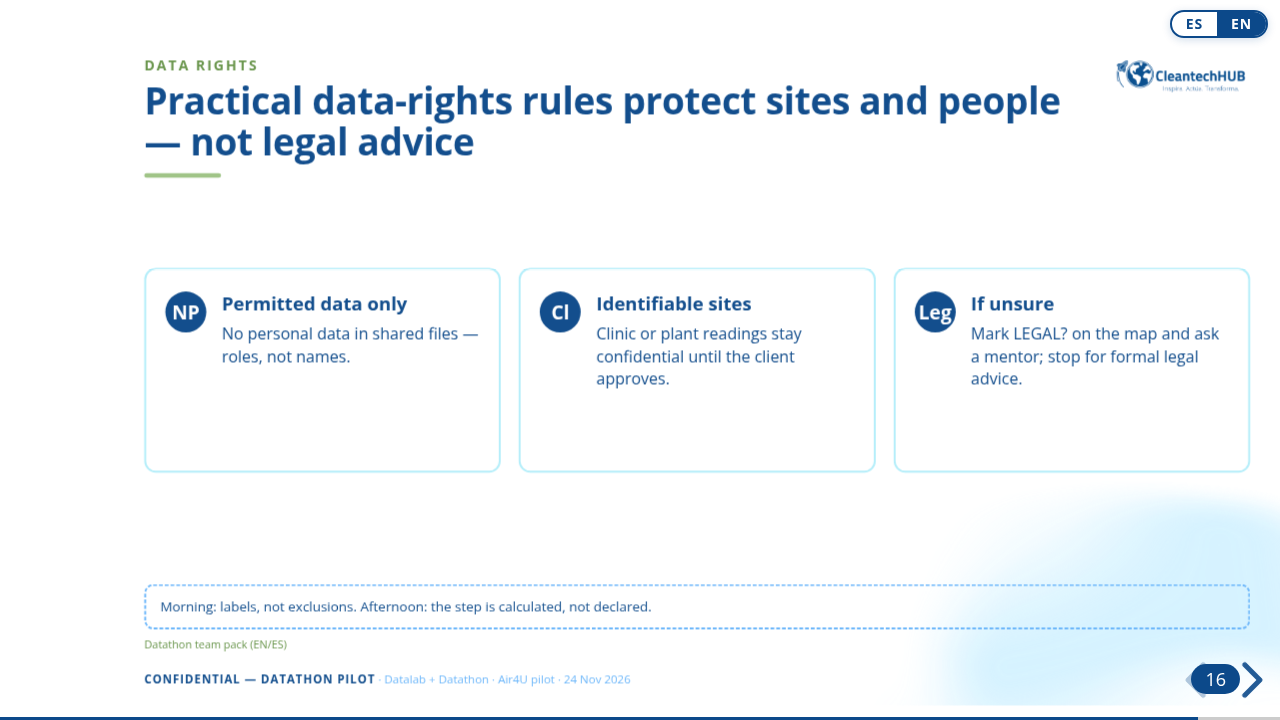 ES EN
DATA RIGHTS
CleantechHUB
Inspira. Actúa. Transforma.
Practical data-rights rules protect sites and people
— not legal advice
NP
Permitted data only
No personal data in shared files —
roles, not names.
Cl
Identifiable sites
Clinic or plant readings stay
confidential until the client
approves.
Leg
If unsure
Mark LEGAL? on the map and ask
a mentor; stop for formal legal
advice.
Morning: labels, not exclusions. Afternoon: the step is calculated, not declared.
Datathon team pack (EN/ES)
CONFIDENTIAL — DATATHON PILOT · Datalab + Datathon · Air4U pilot · 24 Nov 2026
16